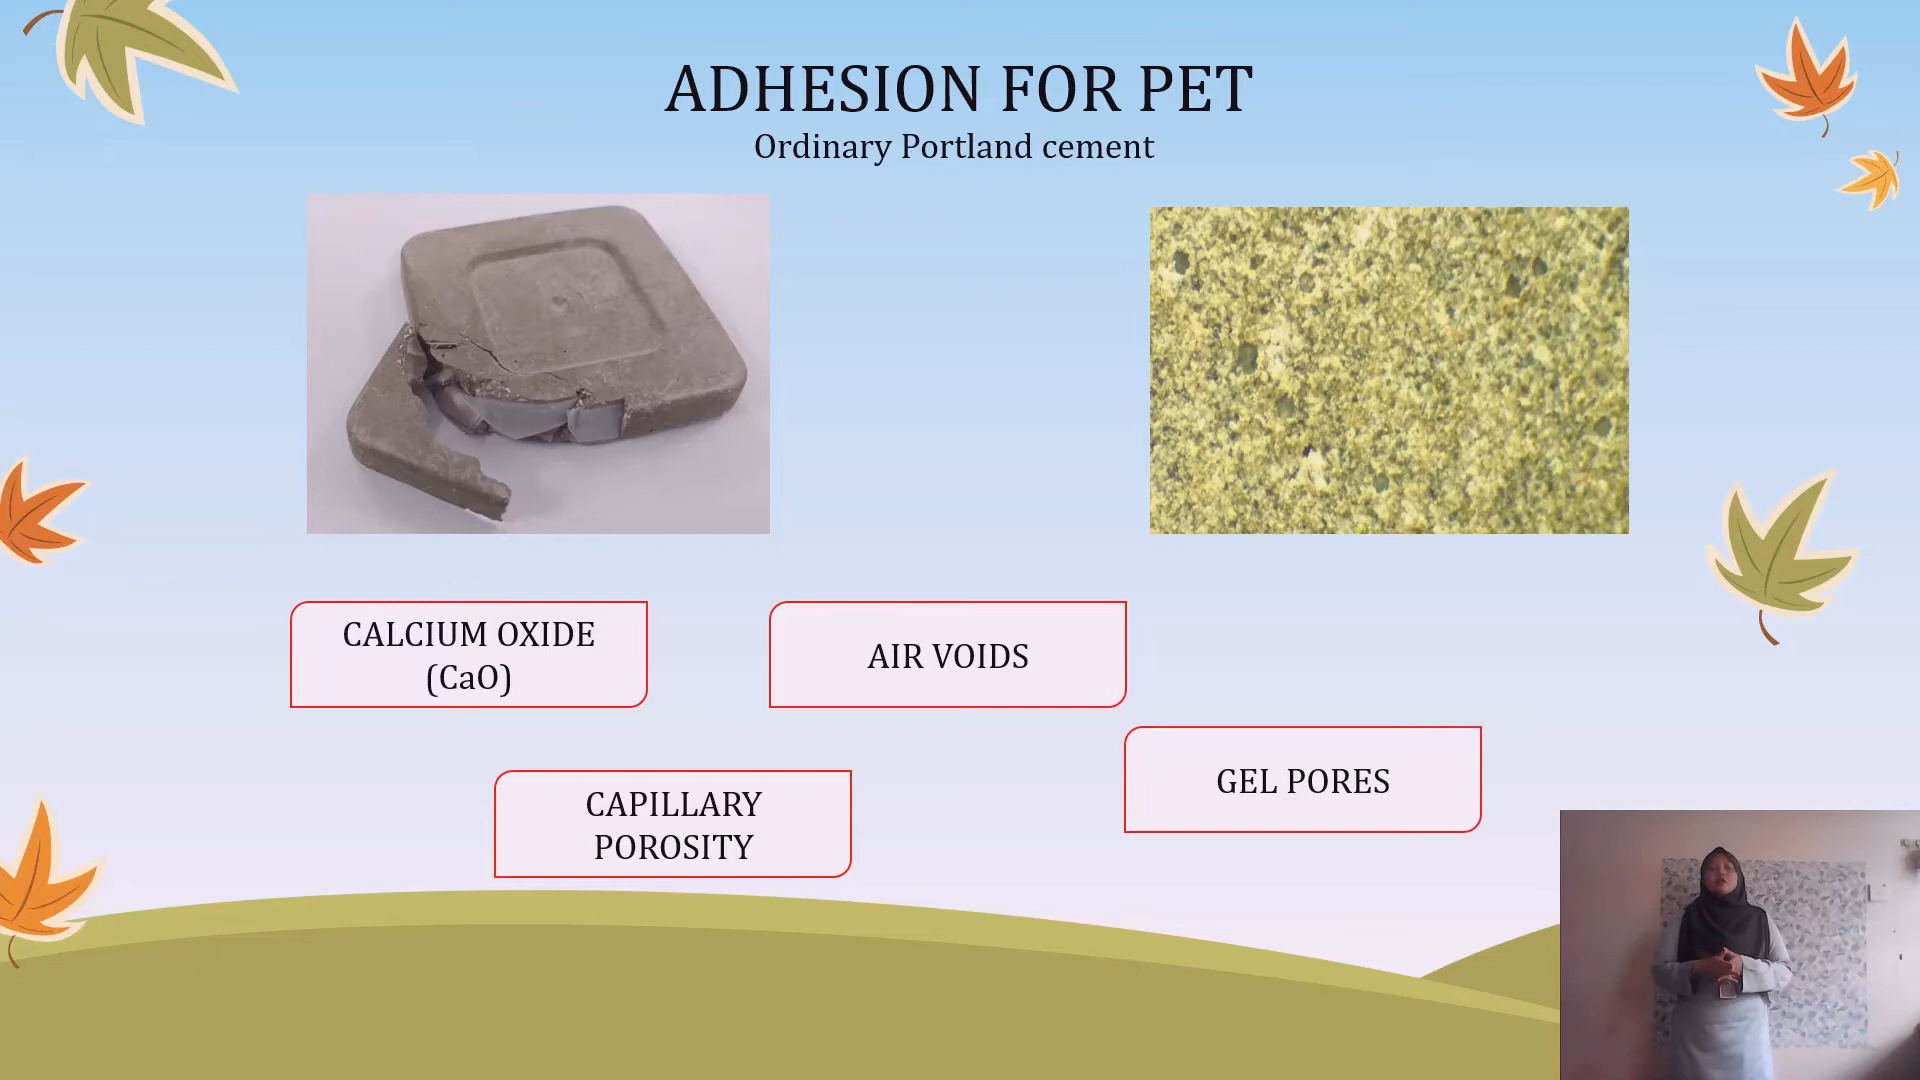 ADHESION FOR PET
Ordinary Portland cement
CALCIUM OXIDE
(CaO)
AIR VOIDS
CAPILLARY
POROSITY
GEL PORES